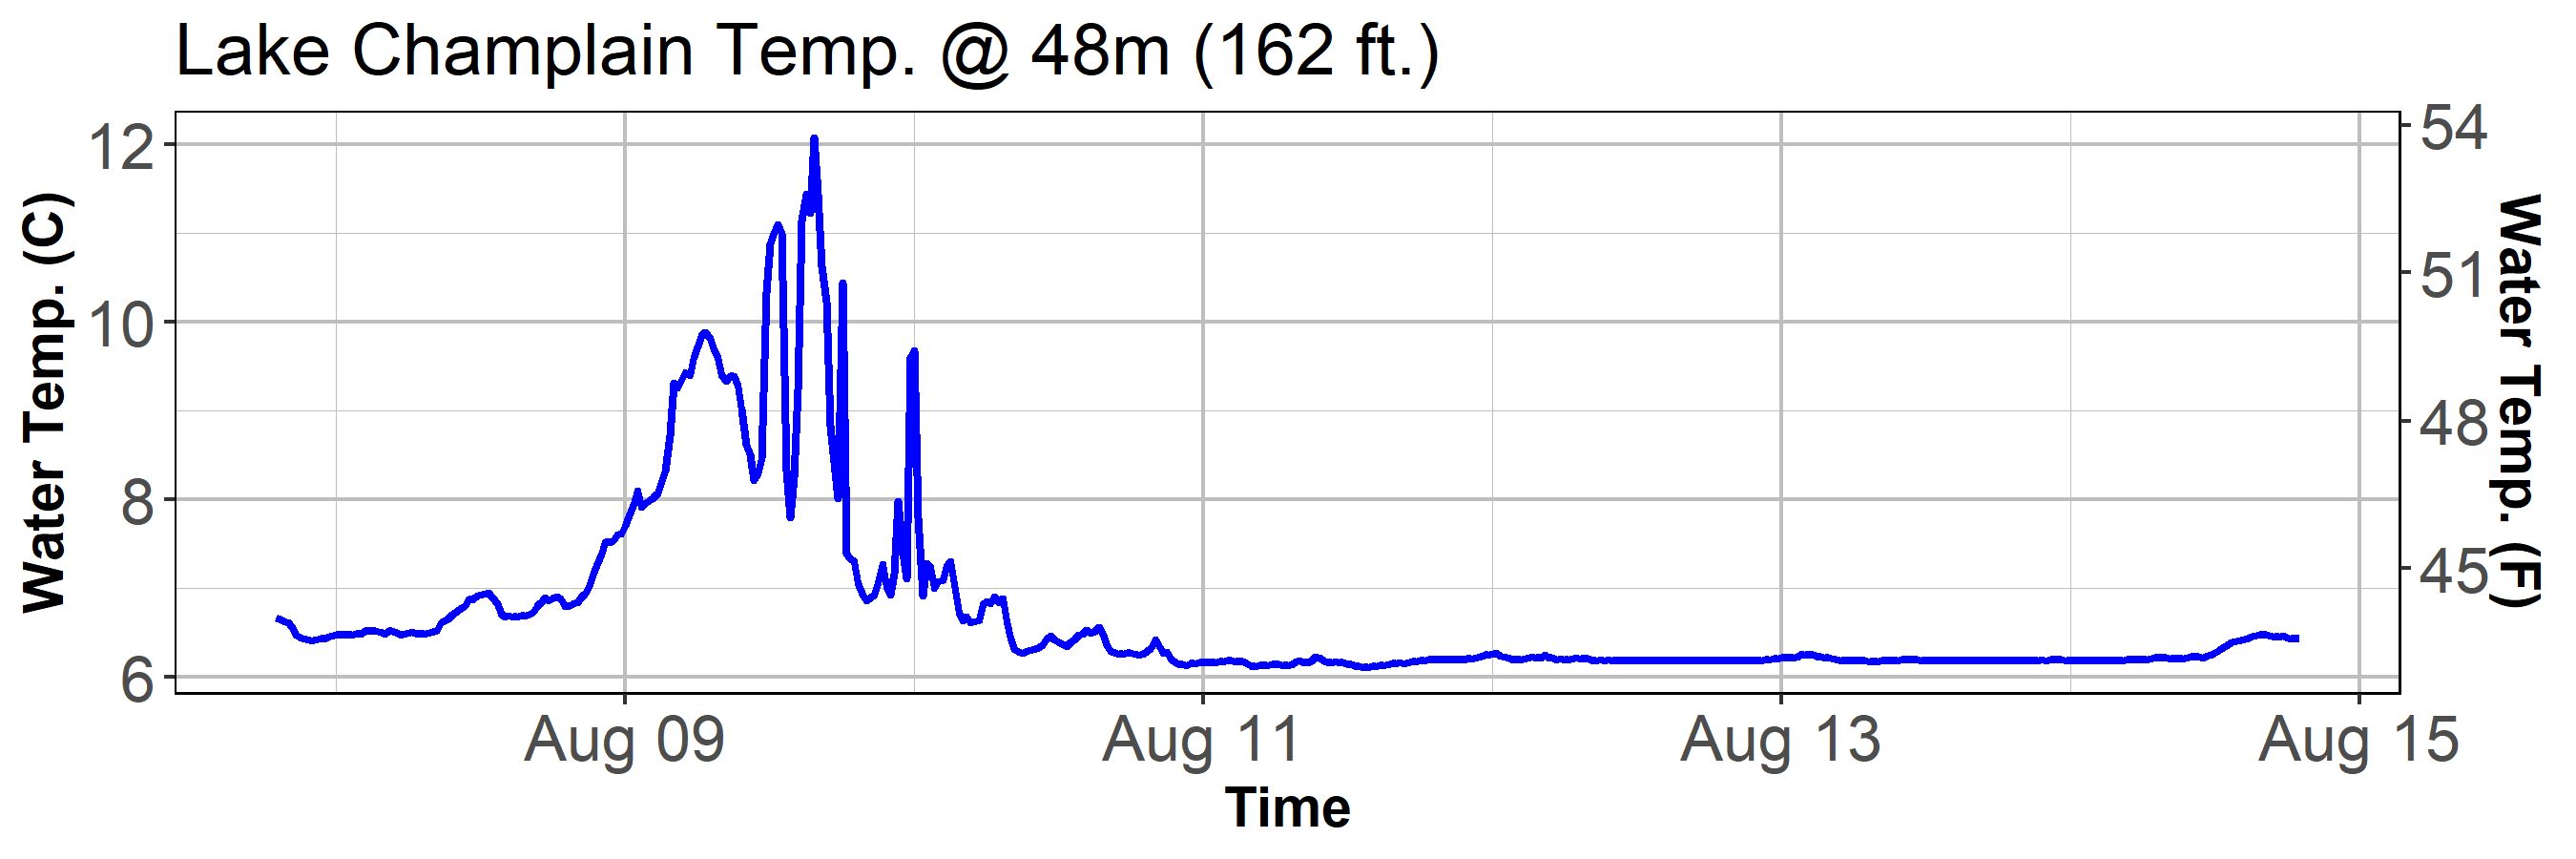 Lake Champlain Temp. @ 48m (162 ft.)
12
10
8
6
Water Temp. (C)
54
51
48
45
Water Temp. (F)
Aug 09
Aug 11
Aug 13
Aug 15
Time